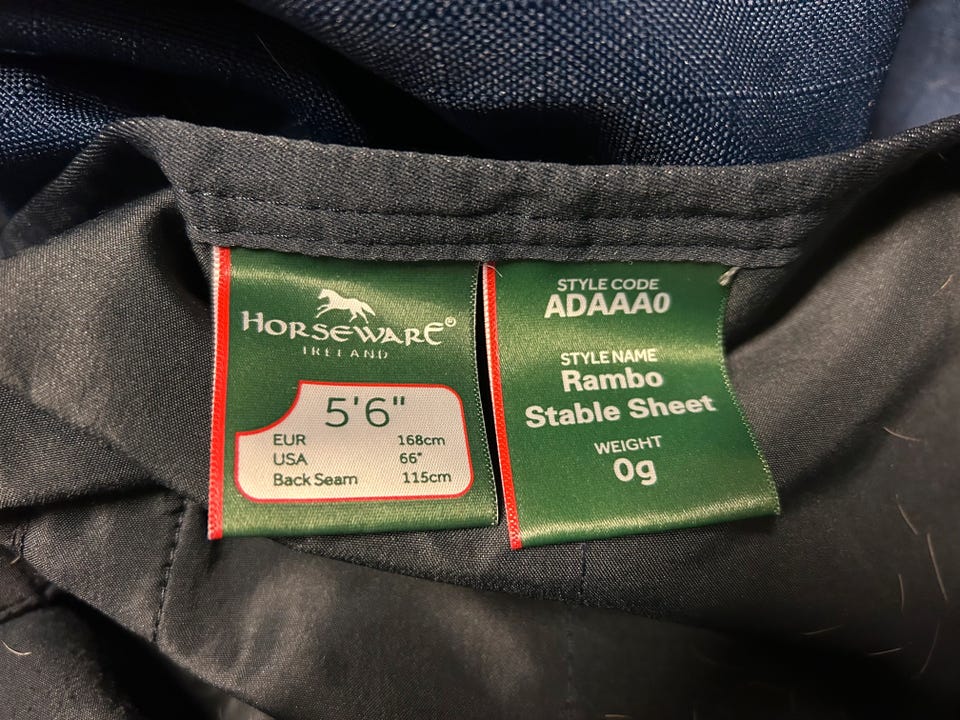 HORSEWARE®
IRELAND
5'6"
EUR 168cm
USA 66"
Back Seam 115cm
STYLE CODE
ADAAA0
STYLE NAME
Rambo
Stable Sheet
WEIGHT
0g